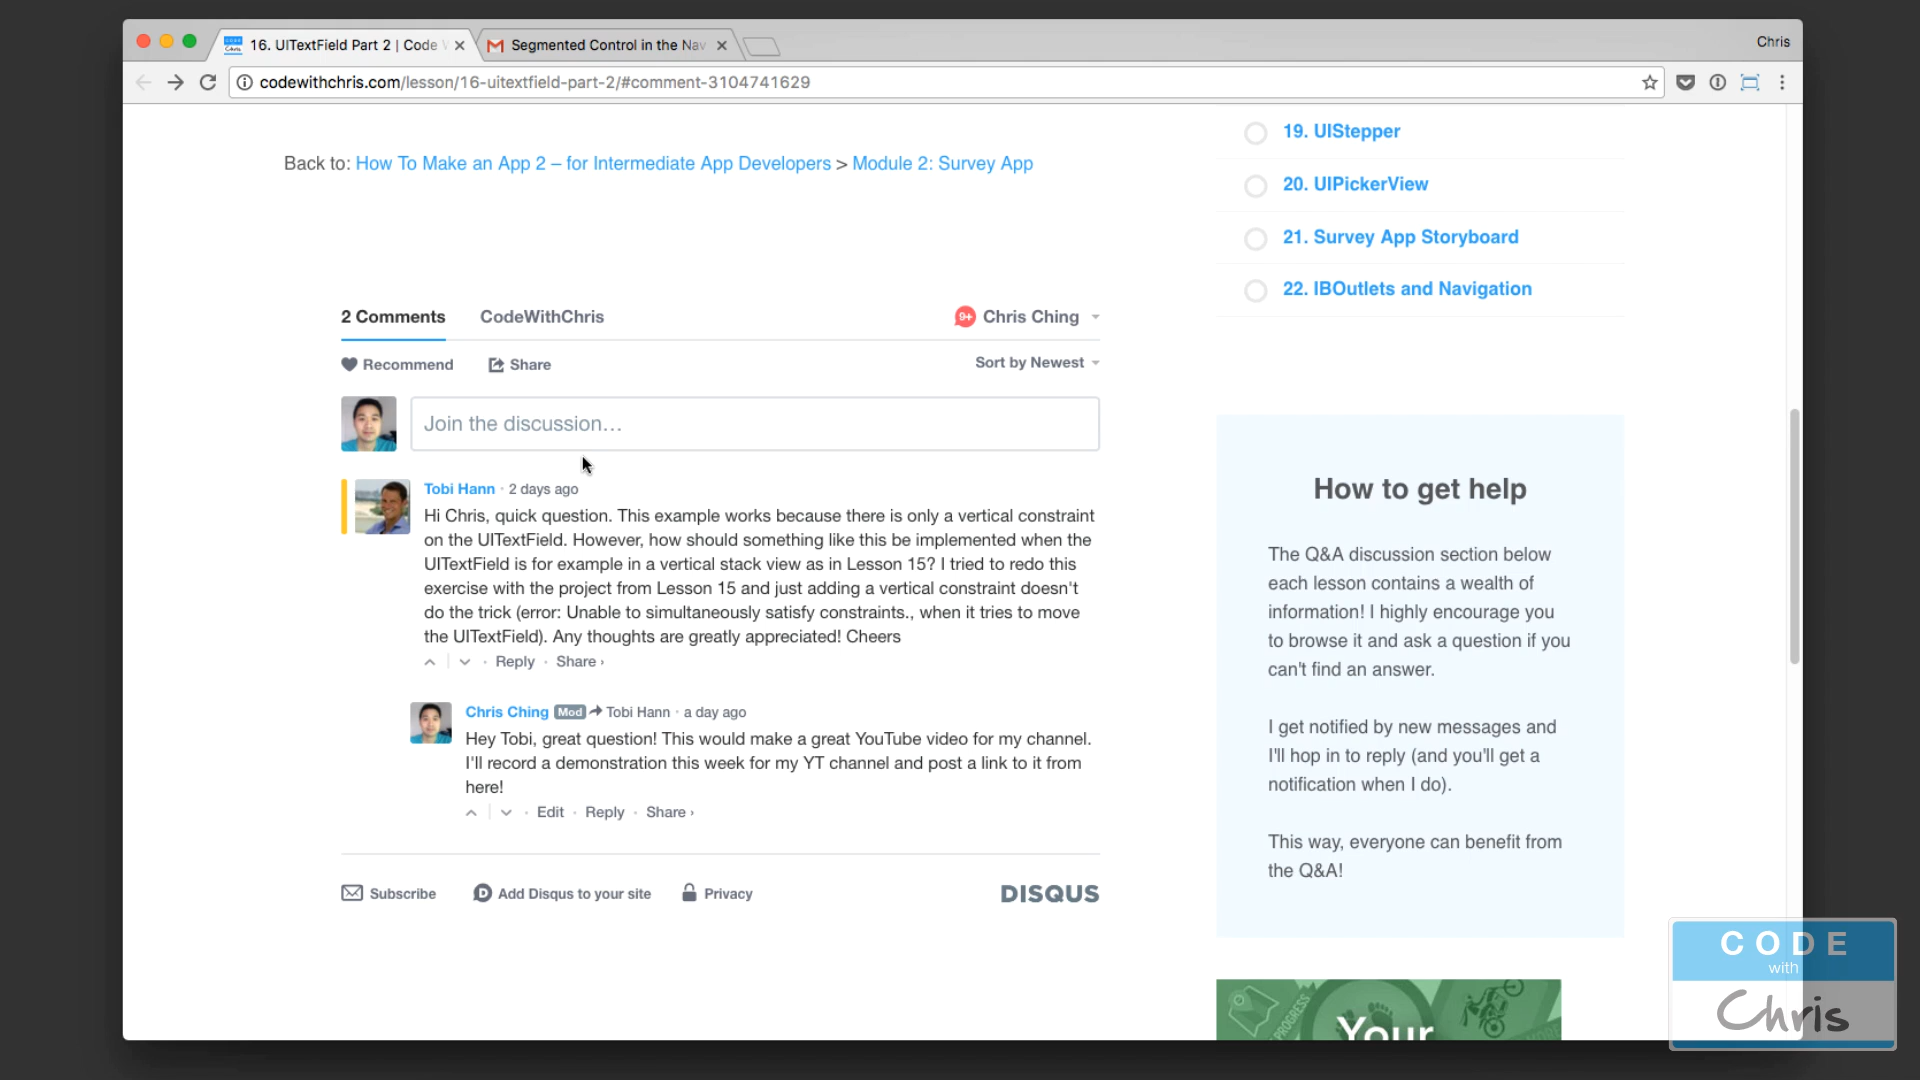 16. UITextField Part 2 | Code
Segmented Control in the Nav
Chris
codewithchris.com/lesson/16-uitextfield-part-2/#comment-3104741629
Back to: How To Make an App 2 – for Intermediate App Developers > Module 2: Survey App
19. UIStepper
20. UIPickerView
21. Survey App Storyboard
22. IBOutlets and Navigation
2 Comments
CodeWithChris
9+ Chris Ching
Recommend
Share
Sort by Newest
Join the discussion…
Tobi Hann · 2 days ago
Hi Chris, quick question. This example works because there is only a vertical constraint
on the UITextField. However, how should something like this be implemented when the
UITextField is for example in a vertical stack view as in Lesson 15? I tried to redo this
exercise with the project from Lesson 15 and just adding a vertical constraint doesn't
do the trick (error: Unable to simultaneously satisfy constraints., when it tries to move
the UITextField). Any thoughts are greatly appreciated! Cheers
· Reply · Share ›
Chris Ching Mod Tobi Hann · a day ago
Hey Tobi, great question! This would make a great YouTube video for my channel.
I'll record a demonstration this week for my YT channel and post a link to it from
here!
· Edit · Reply · Share ›
Subscribe
Add Disqus to your site
Privacy
DISQUS
How to get help
The Q&A discussion section below
each lesson contains a wealth of
information! I highly encourage you
to browse it and ask a question if you
can't find an answer.
I get notified by new messages and
I'll hop in to reply (and you'll get a
notification when I do).
This way, everyone can benefit from
the Q&A!
PROGRESS
Your
CODE
with
Chris